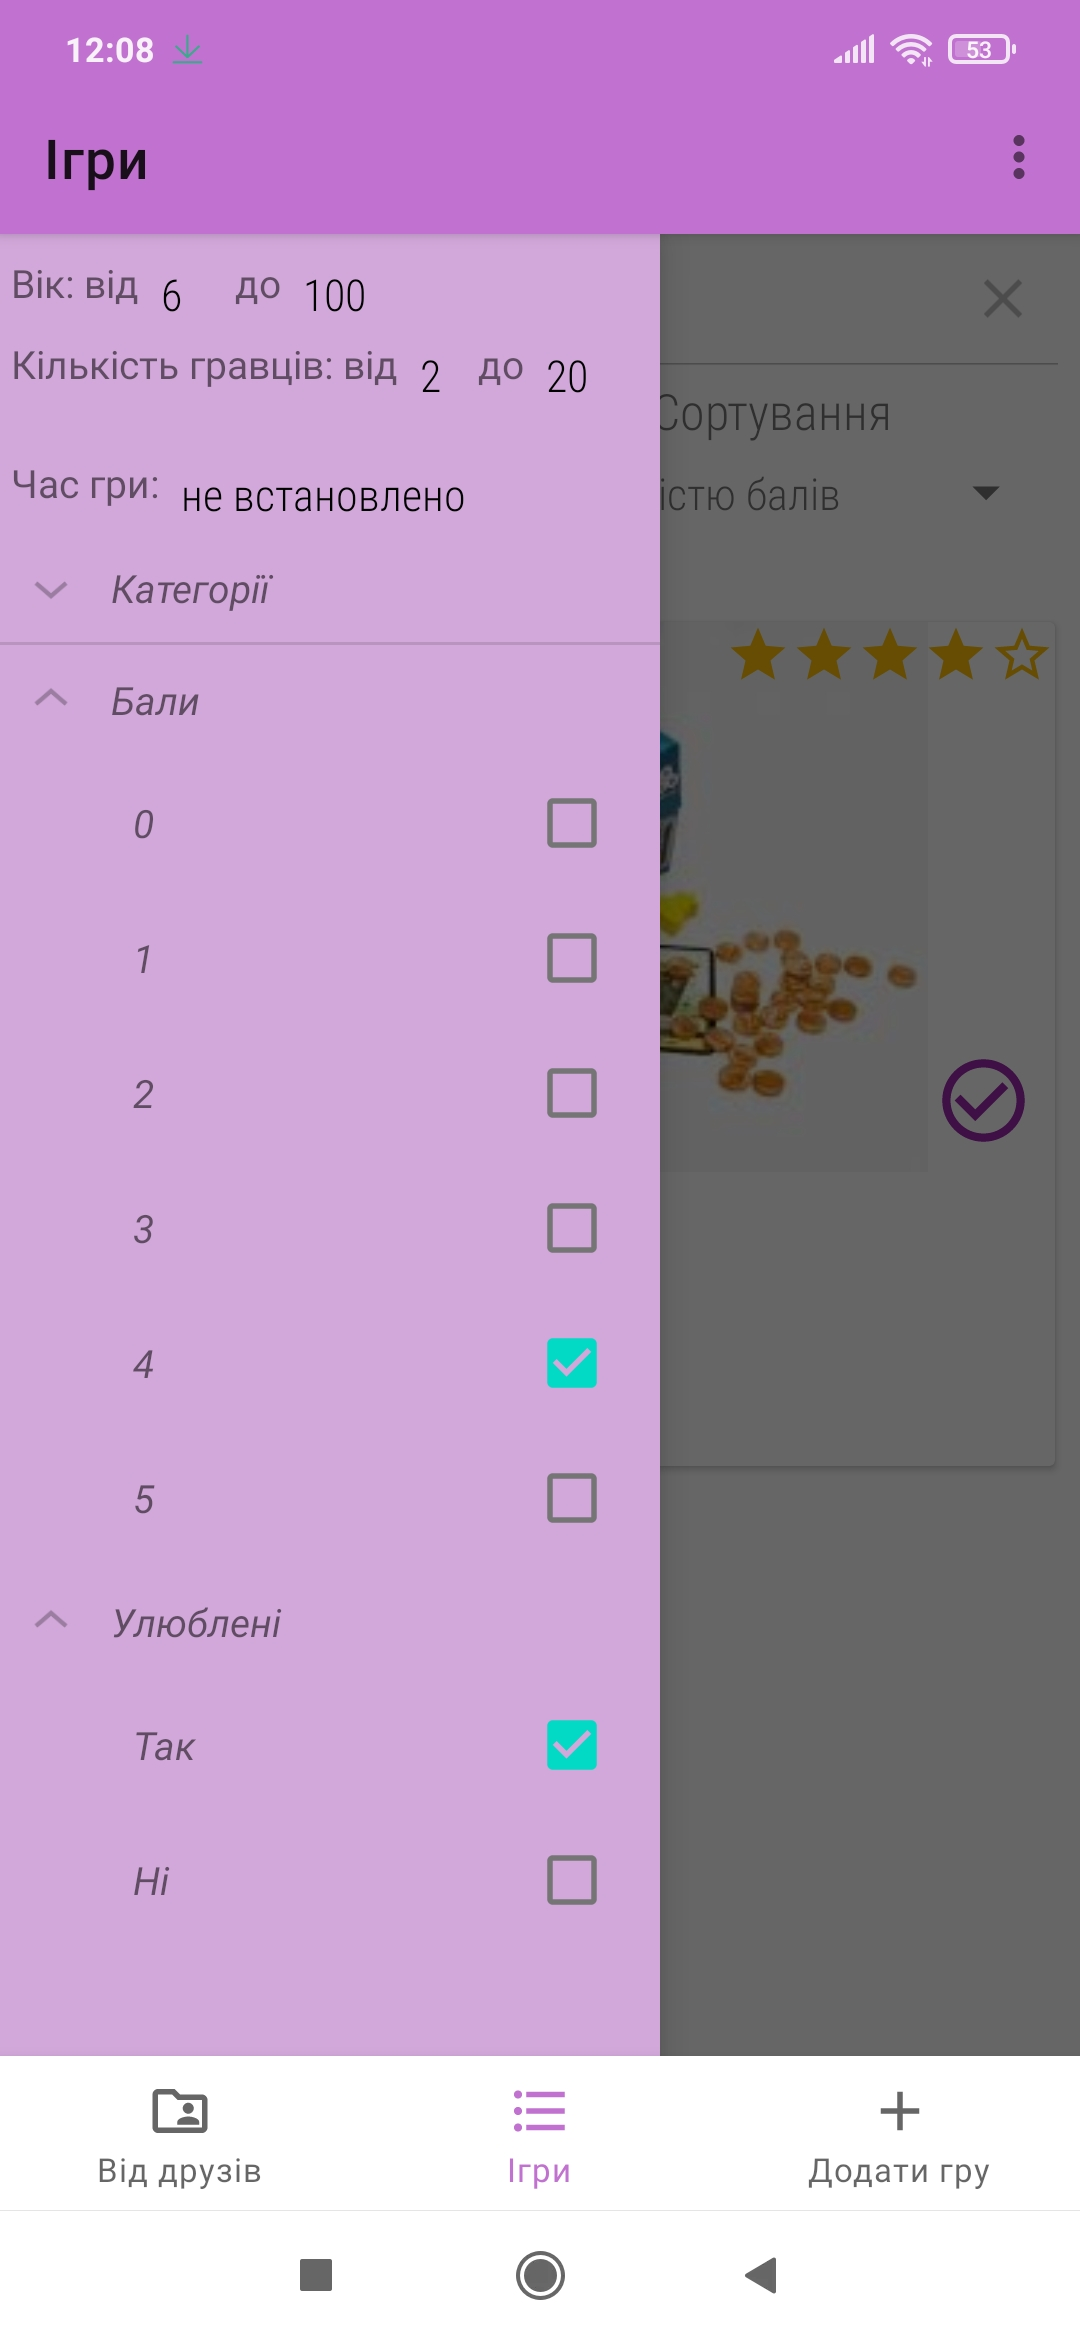 12:08
53
Ігри
Вік: від 6 до 100
Кількість гравців: від 2 до 20
Сортування
Час гри: не встановлено
істю балів
Категорії
Бали
0
1
2
3
4
5
Улюблені
Так
Ні
Від друзів
Ігри
Додати гру